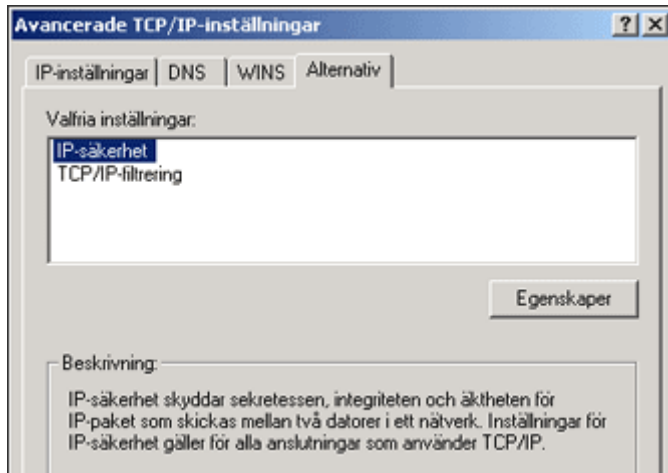 Avancerade TCP/IP-inställningar
IP-inställningar DNS WINS Alternativ
Valfria inställningar:
IP-säkerhet
TCP/IP-filtrering
Egenskaper
Beskrivning:
IP-säkerhet skyddar sekretessen, integriteten och äktheten för
IP-paket som skickas mellan två datorer i ett nätverk. Inställningar för
IP-säkerhet gäller för alla anslutningar som använder TCP/IP.